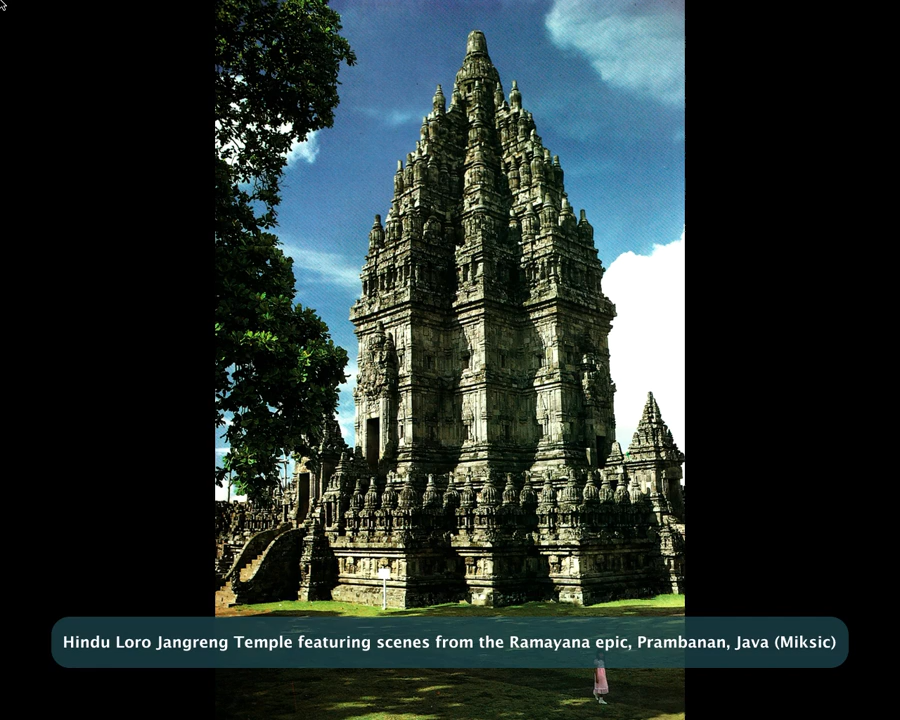 Hindu Loro Jangreng Temple featuring scenes from the Ramayana epic, Prambanan, Java (Miksic)